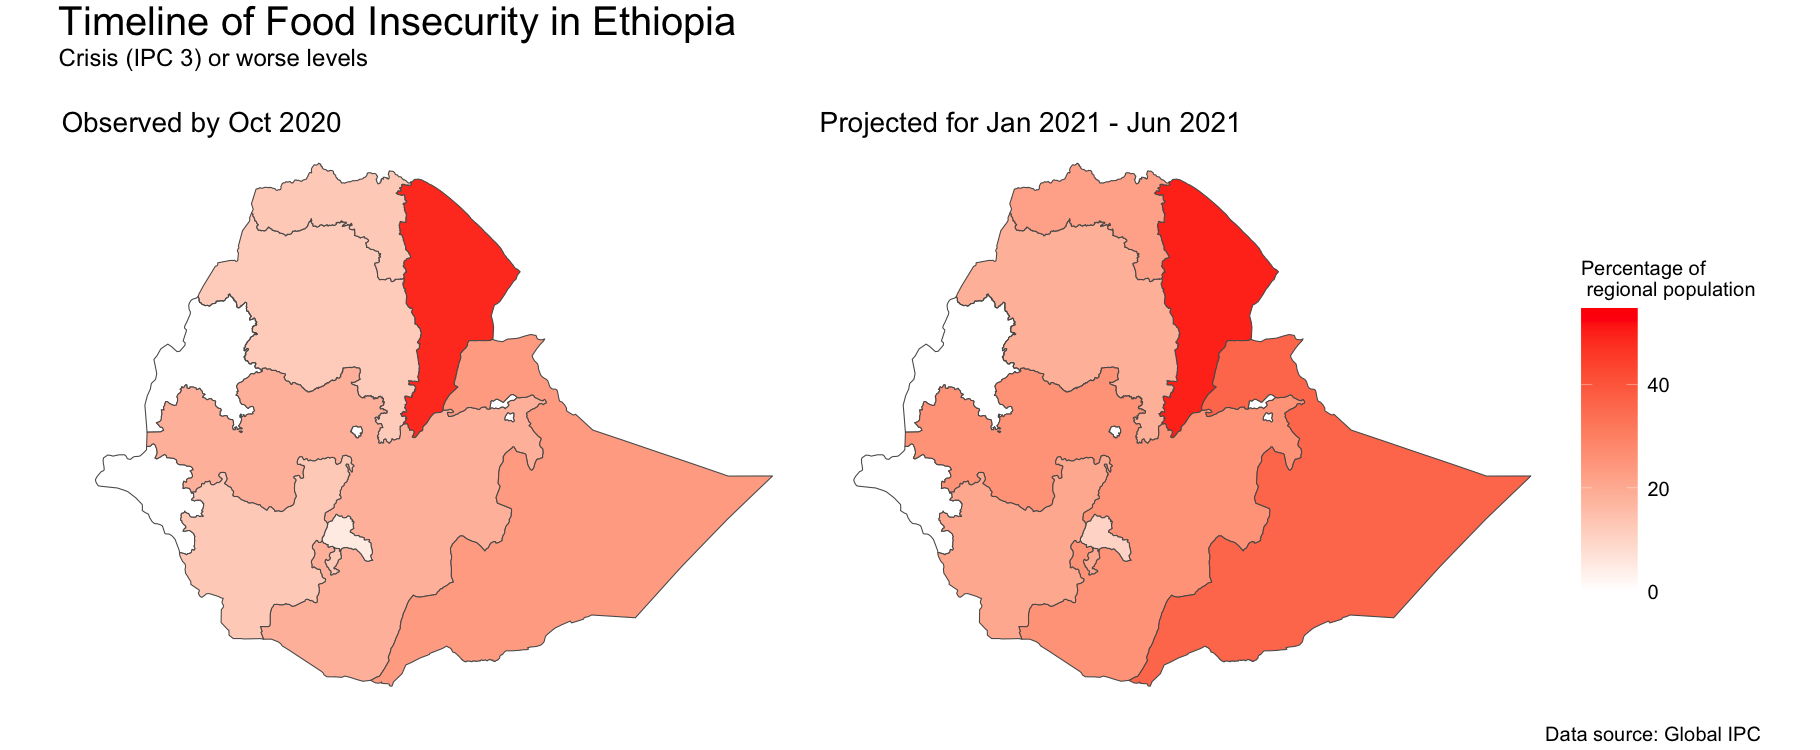 Timeline of Food Insecurity in Ethiopia
Crisis (IPC 3) or worse levels
Observed by Oct 2020
Projected for Jan 2021 - Jun 2021
Percentage of
regional population
40
20
0
Data source: Global IPC